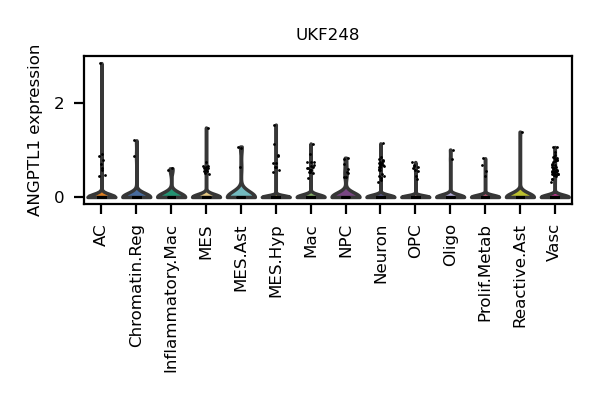 UKF248
ANGPTL1 expression
2
0
AC
Chromatin.Reg
Inflammatory.Mac
MES
MES.Ast
MES.Hyp
Mac
NPC
Neuron
OPC
Oligo
Prolif.Metab
Reactive.Ast
Vasc